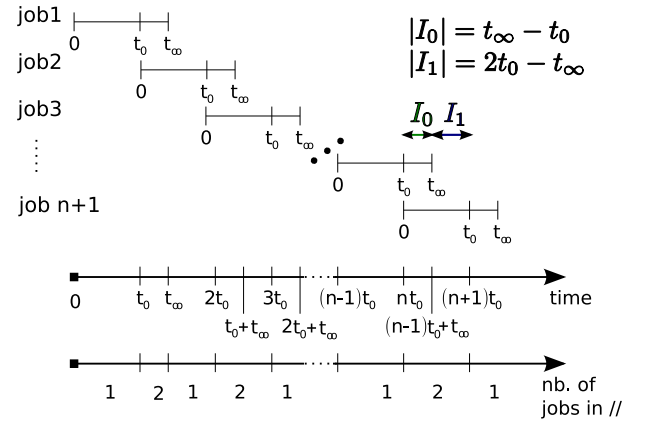 job1
0 t₀ t∞
|I₀| = t∞ − t₀
job2
0 t₀ t∞
|I₁| = 2t₀ − t∞
job3
0 t₀ t∞
I₀ I₁
0 t₀ t∞
job n+1
0 t₀ t∞
0 t₀ t∞ 2t₀ 3t₀ (n-1)t₀ nt₀ (n+1)t₀ time
t₀+t∞ 2t₀+t∞ (n-1)t₀+t∞
1 2 1 2 1 1 2 1 nb. of
jobs in //